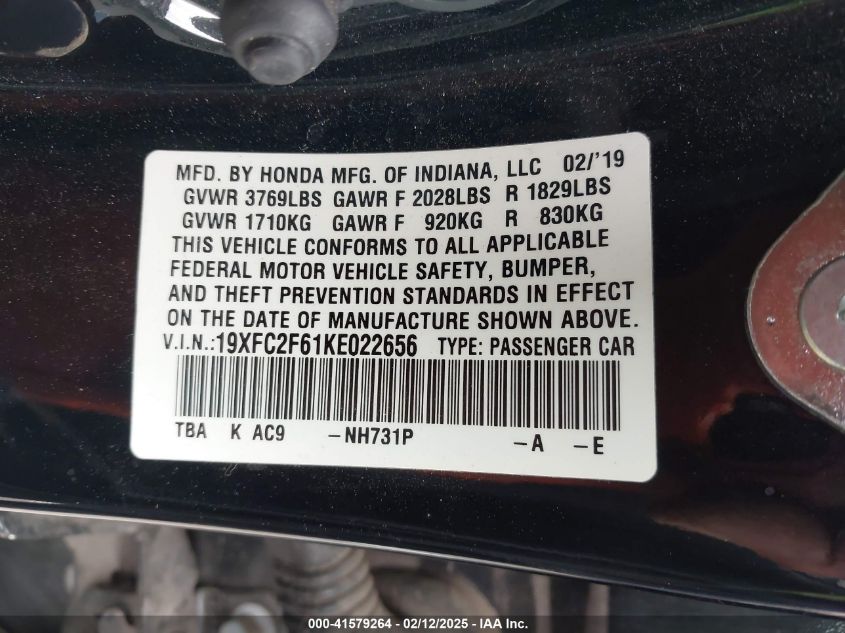 MFD. BY HONDA MFG. OF INDIANA, LLC 02/'19
GVWR 3769LBS GAWR F 2028LBS R 1829LBS
GVWR 1710KG GAWR F 920KG R 830KG
THIS VEHICLE CONFORMS TO ALL APPLICABLE
FEDERAL MOTOR VEHICLE SAFETY, BUMPER,
AND THEFT PREVENTION STANDARDS IN EFFECT
ON THE DATE OF MANUFACTURE SHOWN ABOVE.
V.I.N.:19XFC2F61KE022656 TYPE: PASSENGER CAR
TBA K AC9 -NH731P -A -E
000-41579264 - 02/12/2025 - IAA Inc.